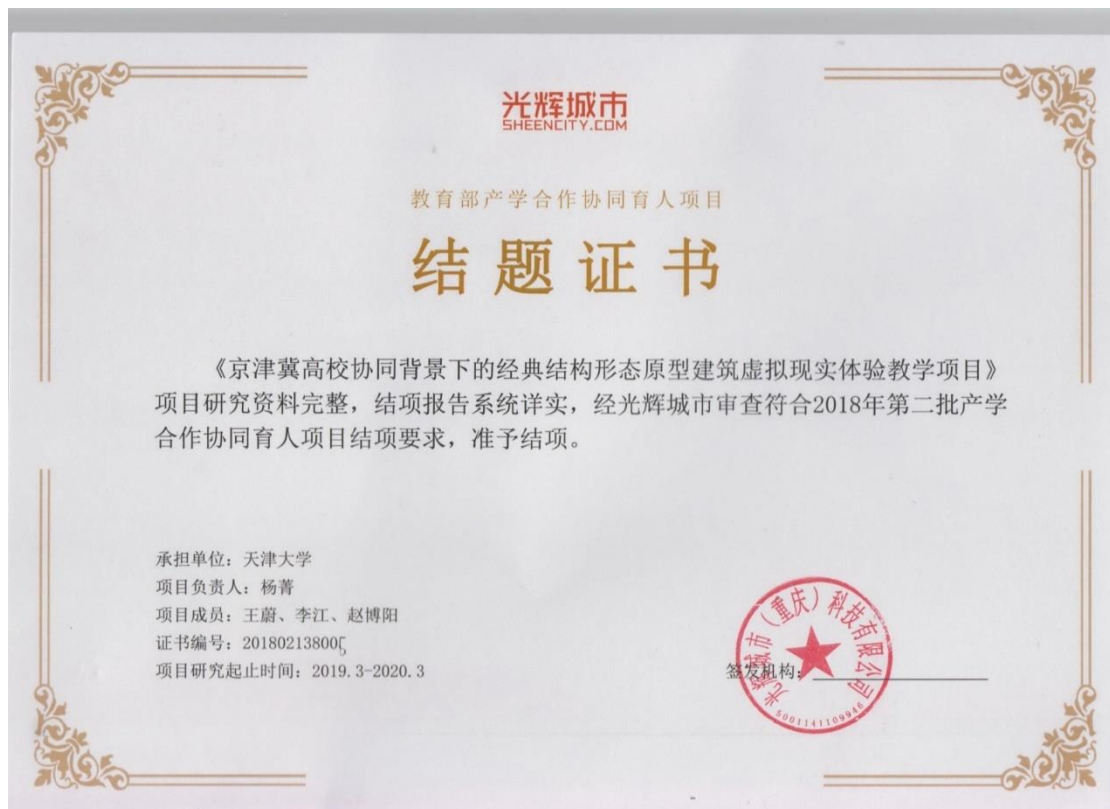 光辉城市
SHEENCITY.COM
教育部产学合作协同育人项目
结题证书
《京津冀高校协同背景下的经典结构形态原型建筑虚拟现实体验教学项目》
项目研究资料完整，结项报告系统详实，经光辉城市审查符合2018年第二批产学
合作协同育人项目结项要求，准予结项。
承担单位：天津大学
项目负责人：杨菁
项目成员：王蔚、李江、赵博阳
证书编号：201802138005
项目研究起止时间：2019.3-2020.3
签发机构：
光辉城市（重庆）科技有限公司
5001141109946